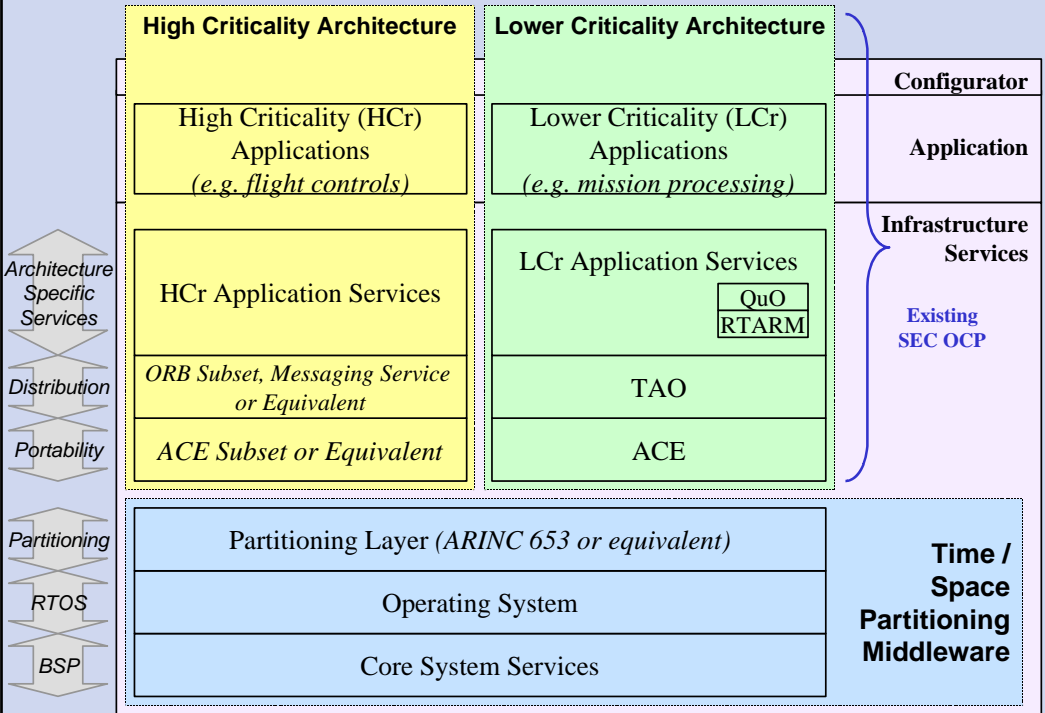 High Criticality Architecture
Lower Criticality Architecture
Configurator
High Criticality (HCr)
Applications
(e.g. flight controls)
Lower Criticality (LCr)
Applications
(e.g. mission processing)
Application
Infrastructure
Services
Architecture
Specific
Services
HCr Application Services
LCr Application Services
QuO
RTARM
Existing
SEC OCP
Distribution
ORB Subset, Messaging Service
or Equivalent
TAO
Portability
ACE Subset or Equivalent
ACE
Partitioning
Partitioning Layer (ARINC 653 or equivalent)
RTOS
Operating System
BSP
Core System Services
Time /
Space
Partitioning
Middleware